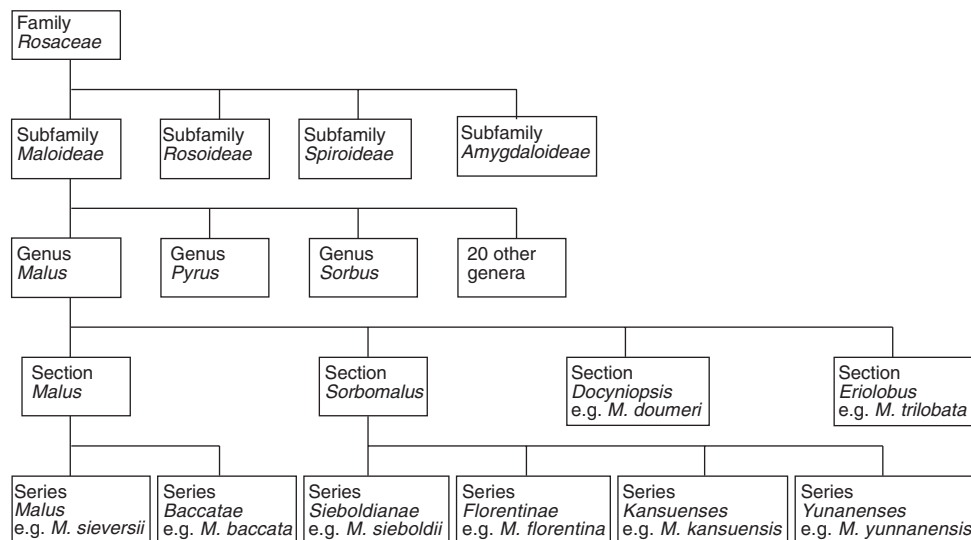 Family
Rosaceae
Subfamily
Maloideae
Subfamily
Rosoideae
Subfamily
Spiroideae
Subfamily
Amygdaloideae
Genus
Malus
Genus
Pyrus
Genus
Sorbus
20 other
genera
Section
Malus
Section
Sorbomalus
Section
Docyniopsis
e.g. M. doumeri
Section
Eriolobus
e.g. M. trilobata
Series
Malus
e.g. M. sieversii
Series
Baccatae
e.g. M. baccata
Series
Sieboldianae
e.g. M. sieboldii
Series
Florentinae
e.g. M. florentina
Series
Kansuenses
e.g. M. kansuensis
Series
Yunanenses
e.g. M. yunnanensis